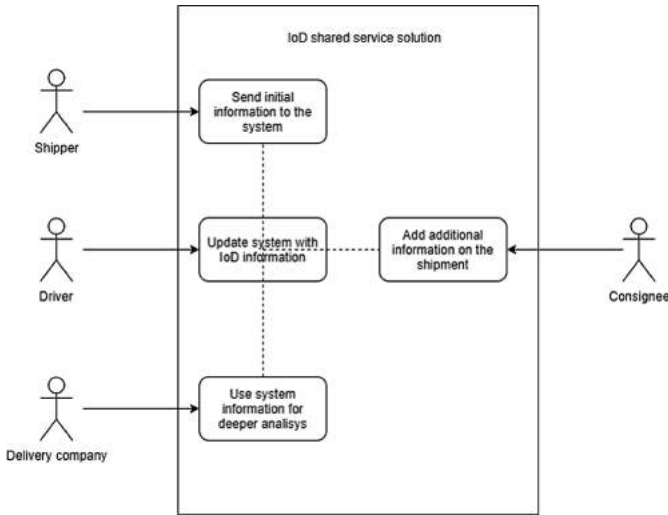 IoD shared service solution
Send initial
information to the
system
Shipper
Update system with
IoD information
Add additional
information on the
shipment
Driver
Consignee
Use system
information for
deeper analisys
Delivery company